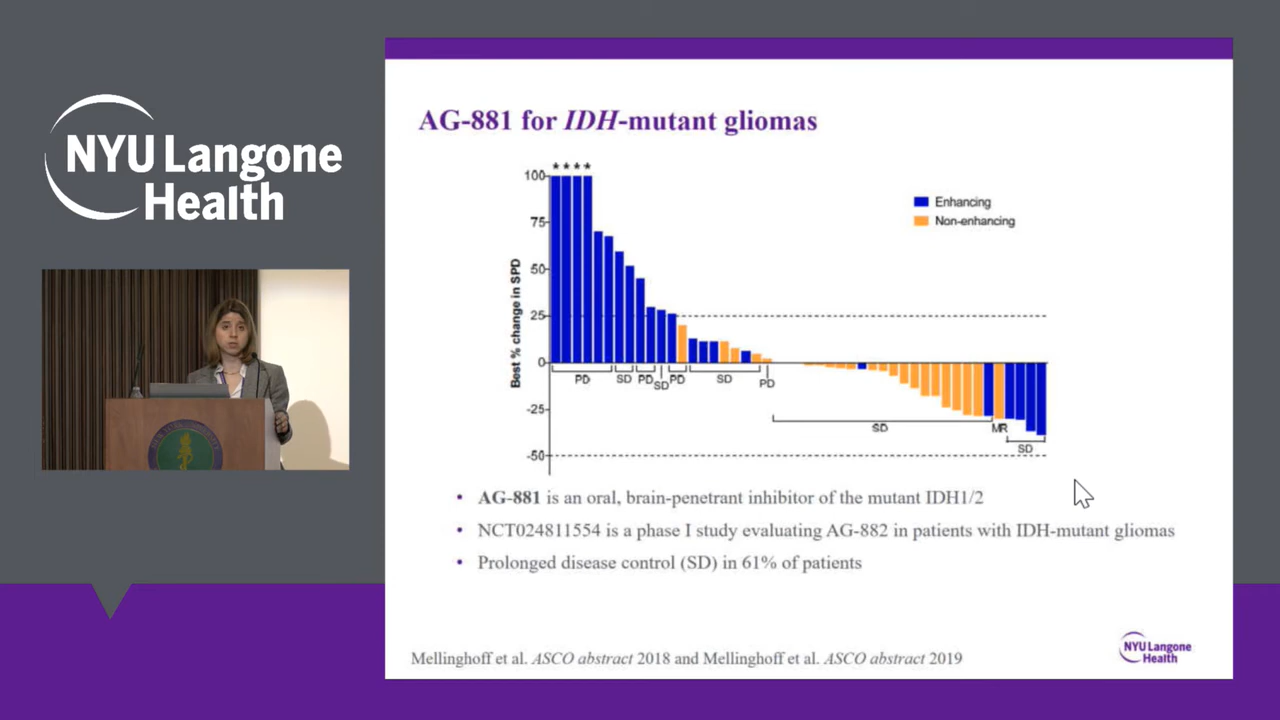 NYU Langone
Health
AG-881 for IDH-mutant gliomas
****
100
75
50
25
0
-25
-50
Best % change in SPD
Enhancing
Non-enhancing
PD
SD
PD
SD
PD
SD
PD
SD
MR
SD
• AG-881 is an oral, brain-penetrant inhibitor of the mutant IDH1/2
• NCT024811554 is a phase I study evaluating AG-882 in patients with IDH-mutant gliomas
• Prolonged disease control (SD) in 61% of patients
Mellinghoff et al. ASCO abstract 2018 and Mellinghoff et al. ASCO abstract 2019
NYU Langone
Health